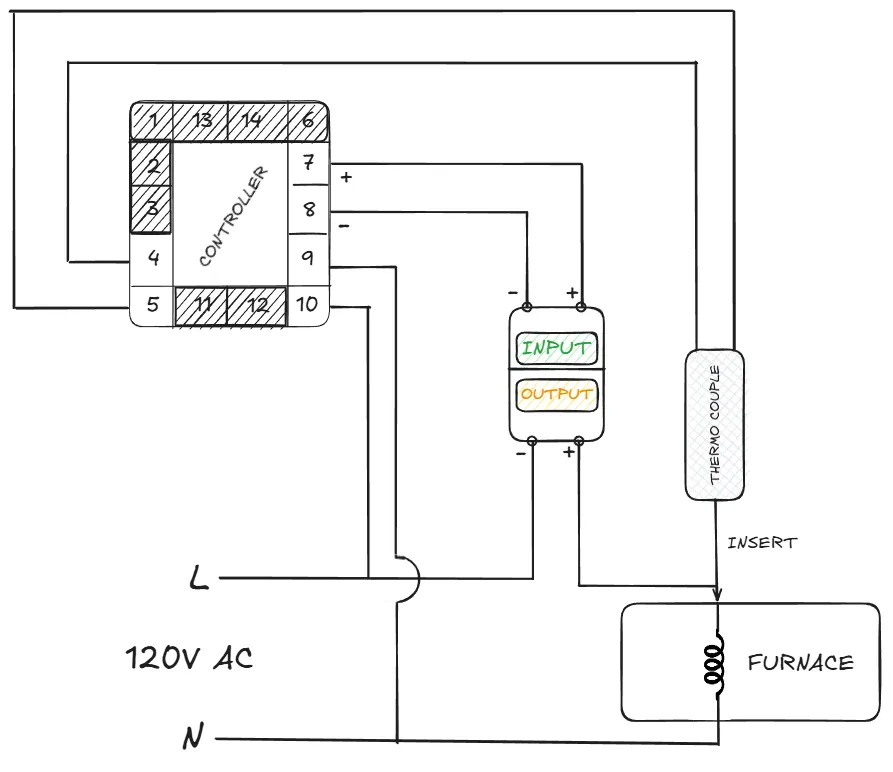 1 13 14 6
2
3
4
5
7
8
9
10
11 12
CONTROLLER
+
-
- +
INPUT
OUTPUT
- +
THERMO COUPLE
INSERT
L
120V AC
N
FURNACE